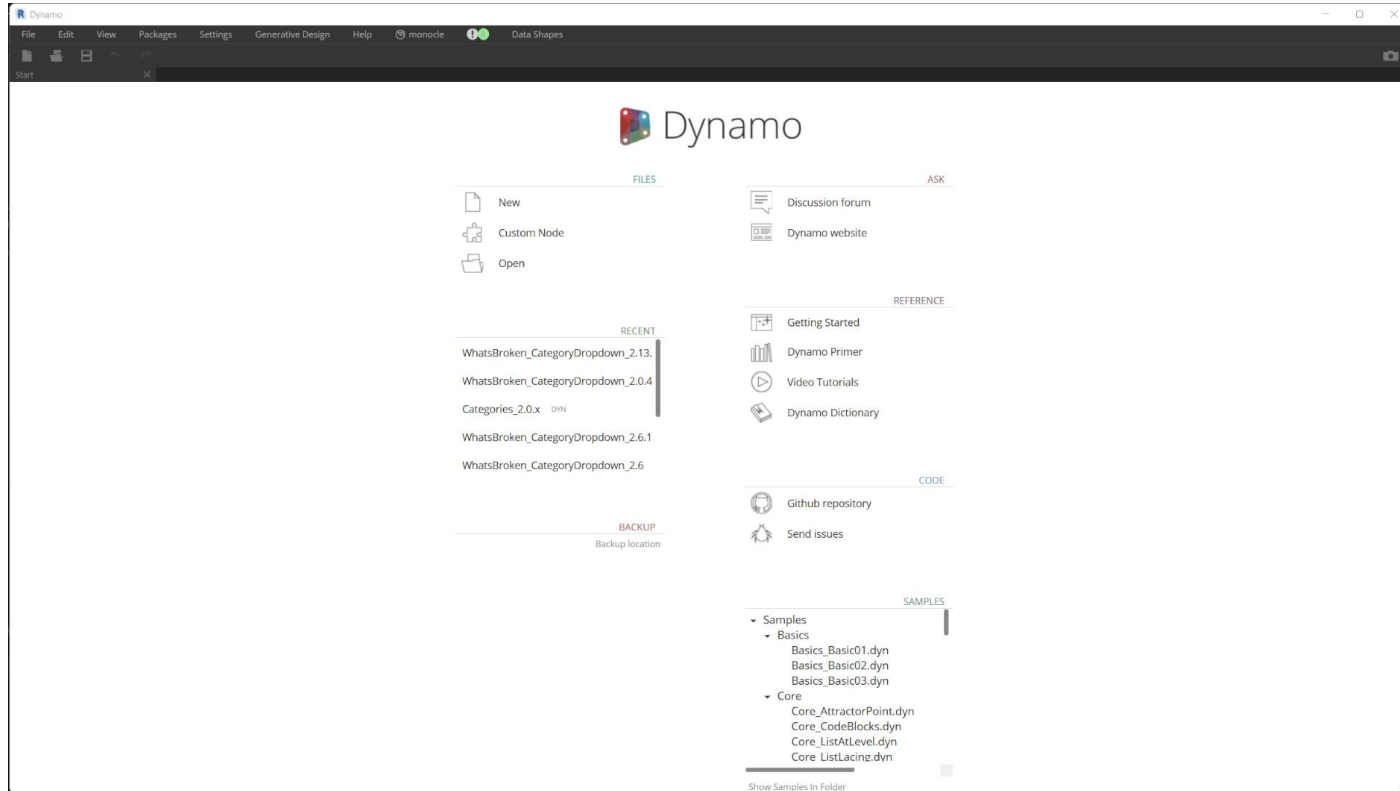 Dynamo
File Edit View Packages Settings Generative Design Help monocle Data Shapes
Start
Dynamo
FILES
New
Custom Node
Open
RECENT
WhatsBroken_CategoryDropdown_2.13.
WhatsBroken_CategoryDropdown_2.0.4
Categories_2.0.x DYN
WhatsBroken_CategoryDropdown_2.6.1
WhatsBroken_CategoryDropdown_2.6
BACKUP
Backup location
ASK
Discussion forum
Dynamo website
REFERENCE
Getting Started
Dynamo Primer
Video Tutorials
Dynamo Dictionary
CODE
Github repository
Send issues
SAMPLES
Samples
Basics
Basics_Basic01.dyn
Basics_Basic02.dyn
Basics_Basic03.dyn
Core
Core_AttractorPoint.dyn
Core_CodeBlocks.dyn
Core_ListAtLevel.dyn
Core_ListLacing.dyn
Show Samples In Folder